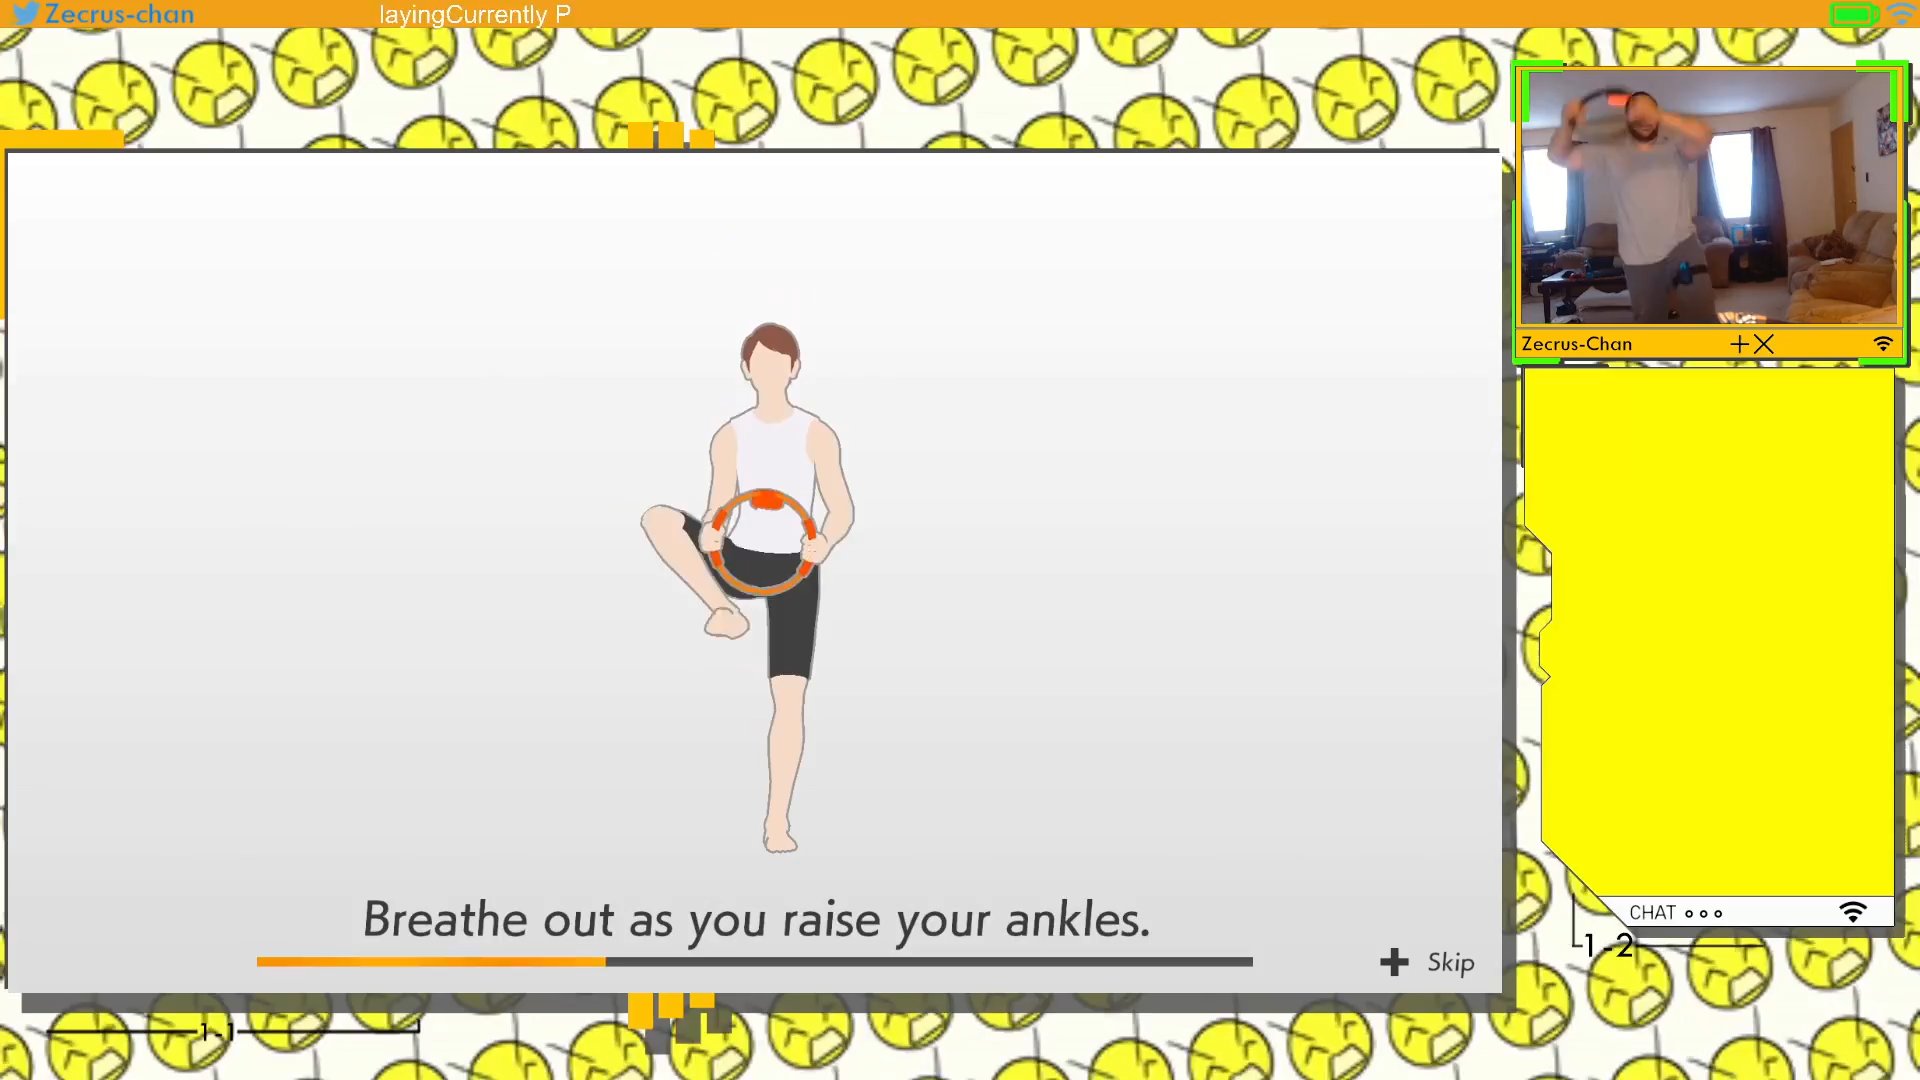 Zecrus-chan
layingCurrently P
Zecrus-Chan
Breathe out as you raise your ankles.
Skip
CHAT
1-2
1-1